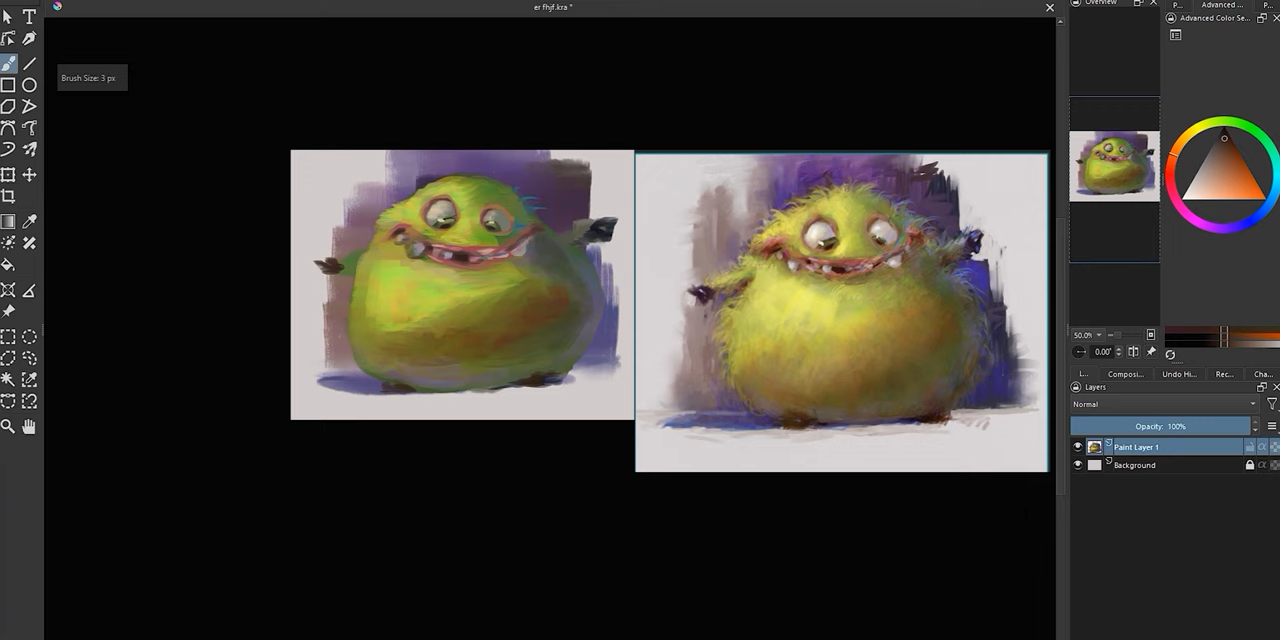 er fhjf.kra *
Overview
P...
Advanced ...
P...
Advanced Color Se...
Brush Size: 3 px
50.0%
0.00°
L...
Composi...
Undo Hi...
Rec...
Cha...
Layers
Normal
Opacity: 100%
Paint Layer 1
Background